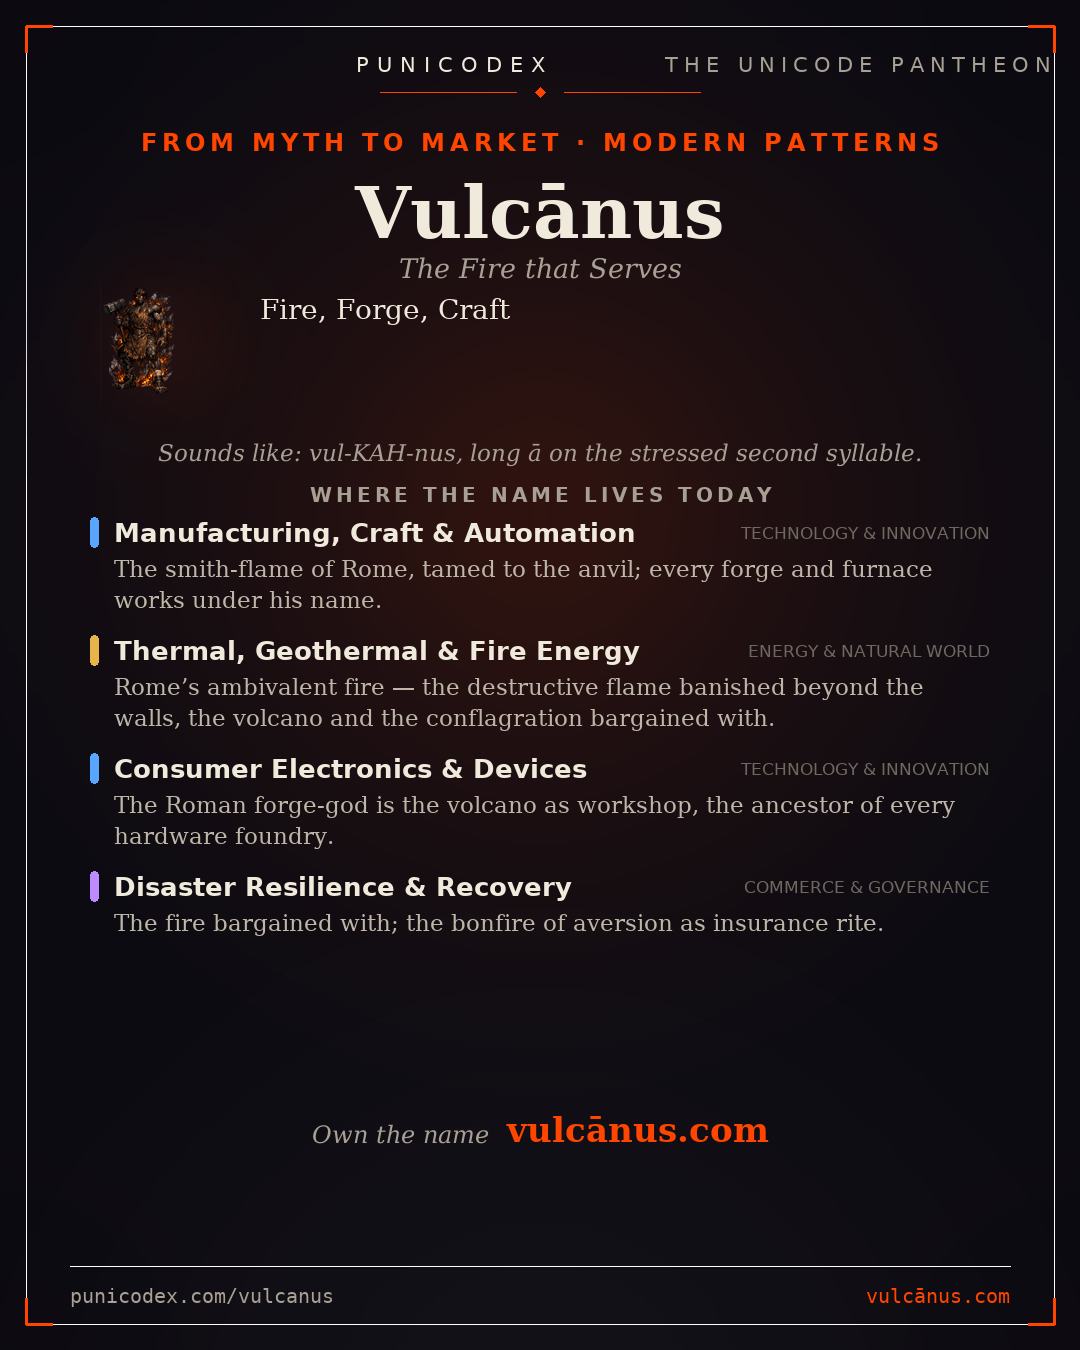 PUNICODEX
THE UNICODE PANTHEON
FROM MYTH TO MARKET · MODERN PATTERNS
Vulcānus
The Fire that Serves
Fire, Forge, Craft
Sounds like: vul-KAH-nus, long ā on the stressed second syllable.
WHERE THE NAME LIVES TODAY
Manufacturing, Craft & Automation
TECHNOLOGY & INNOVATION
The smith-flame of Rome, tamed to the anvil; every forge and furnace
works under his name.
Thermal, Geothermal & Fire Energy
ENERGY & NATURAL WORLD
Rome’s ambivalent fire — the destructive flame banished beyond the
walls, the volcano and the conflagration bargained with.
Consumer Electronics & Devices
TECHNOLOGY & INNOVATION
The Roman forge-god is the volcano as workshop, the ancestor of every
hardware foundry.
Disaster Resilience & Recovery
COMMERCE & GOVERNANCE
The fire bargained with; the bonfire of aversion as insurance rite.
Own the name vulcānus.com
punicodex.com/vulcanus
vulcānus.com